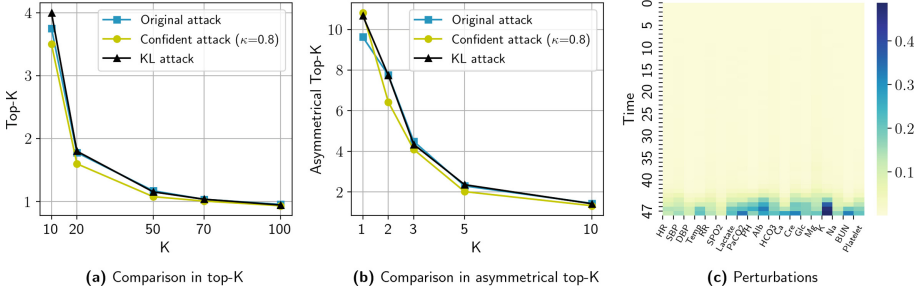 Original attack
Confident attack (κ=0.8)
KL attack
Top-K
4
3
2
1
10 20 50 70 100
K
(a) Comparison in top-K
Original attack
Confident attack (κ=0.8)
KL attack
Asymmetrical Top-K
10
8
6
4
2
1 2 3 5 10
K
(b) Comparison in asymmetrical top-K
Time
0
5
10
15
20
25
30
35
40
47
HR SBP DBP Temp RR SPO2 Lactate PaCO2 PH Alb HCO3 Ca Cre Glc Mg K Na BUN Platelet
0.4
0.3
0.2
0.1
(c) Perturbations